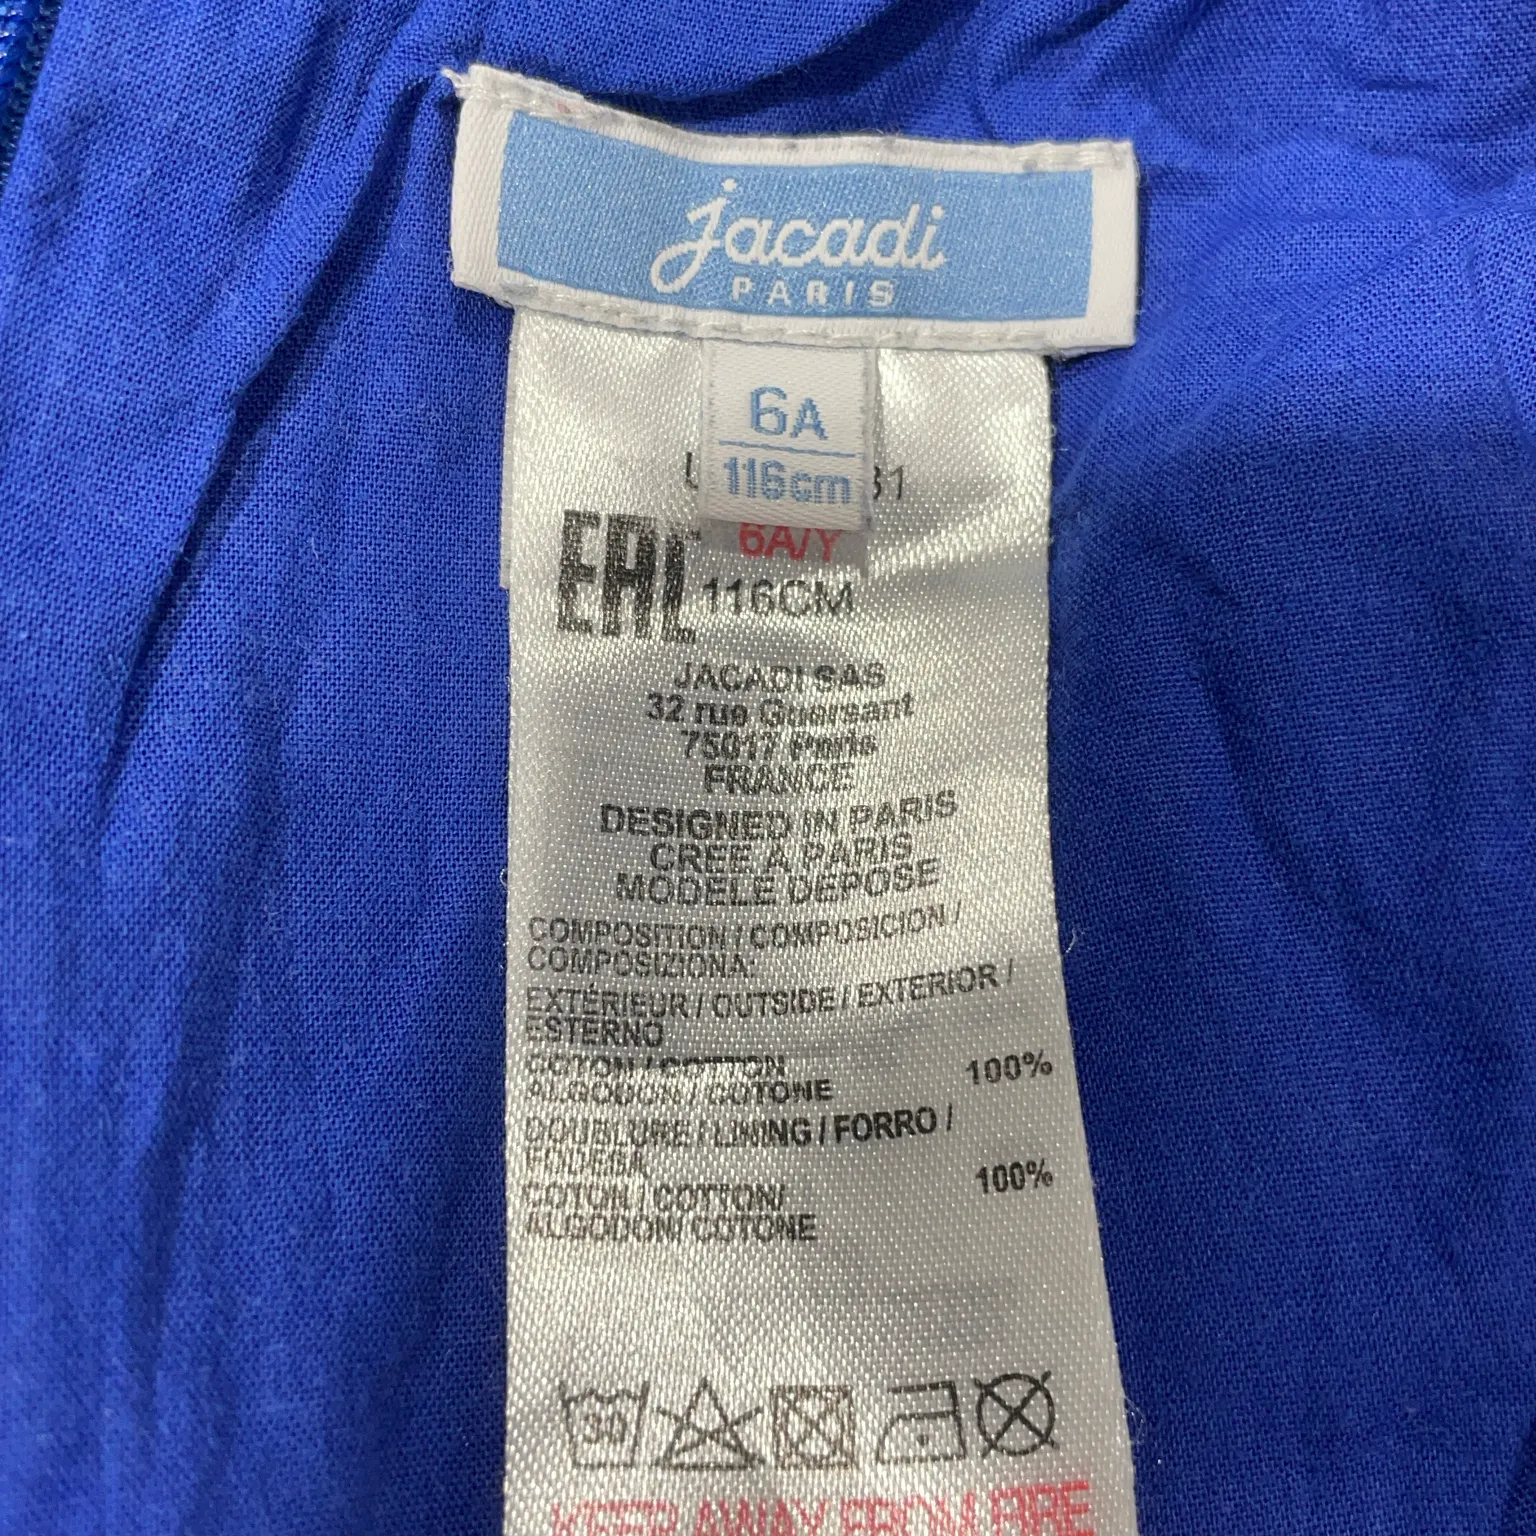 jacadi
PARIS
6A
116cm
6A/Y
EAC
116CM
JACADI SAS
32 rue Guersant
75017 Paris
FRANCE
DESIGNED IN PARIS
CREE A PARIS
MODELE DEPOSE
COMPOSITION / COMPOSICION /
COMPOSIZIONA:
EXTÉRIEUR / OUTSIDE / EXTERIOR /
ESTERNO
COTON / COTTON 100%
ALGODON / COTONE
DOUBLURE / LINING / FORRO /
FODEGA
COTON / COTTON/ 100%
ALGODON/ COTONE
30
KEEP AWAY FROM FIRE